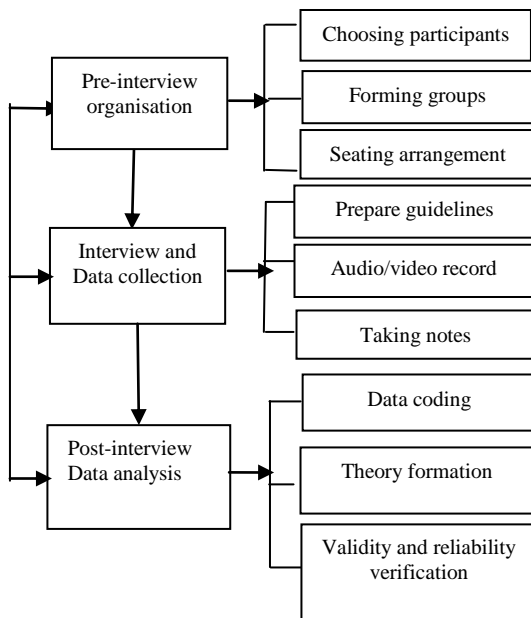 Choosing participants
Pre-interview
organisation
Forming groups
Seating arrangement
Prepare guidelines
Interview and
Data collection
Audio/video record
Taking notes
Data coding
Post-interview
Data analysis
Theory formation
Validity and reliability
verification